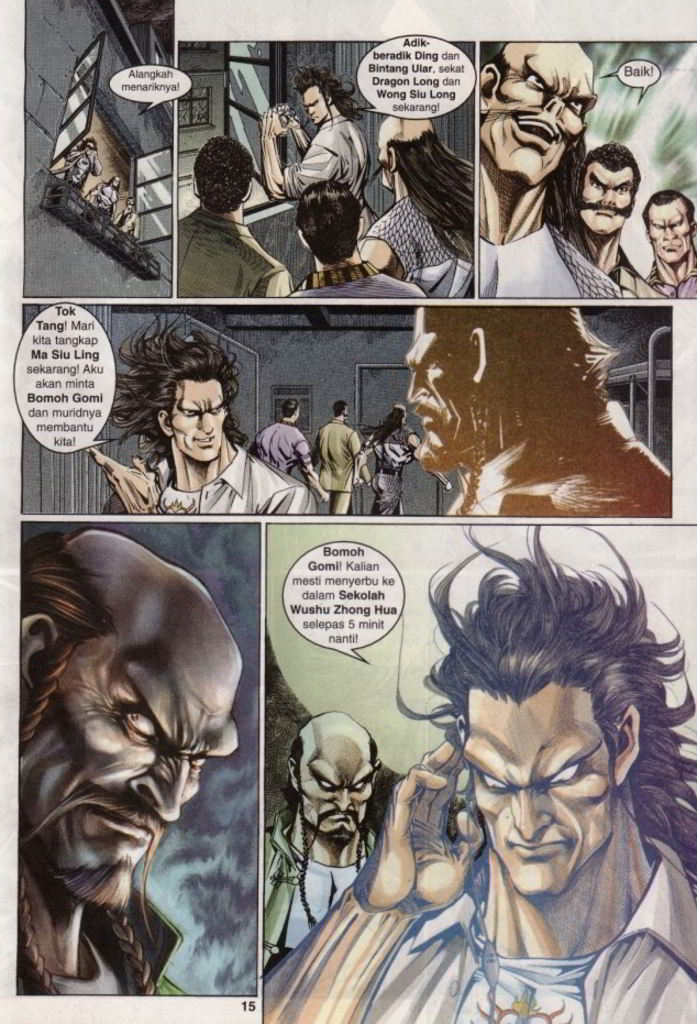 Alangkah
menariknya!
Adik-
beradik Ding dan
Bintang Ular, sekat
Dragon Long dan
Wong Siu Long
sekarang!
Baik!
Tok
Tang! Mari
kita tangkap
Ma Siu Ling
sekarang! Aku
akan minta
Bomoh Gomi
dan muridnya
membantu
kita!
Bomoh
Gomi! Kalian
mesti menyerbu ke
dalam Sekolah
Wushu Zhong Hua
selepas 5 minit
nanti!
15